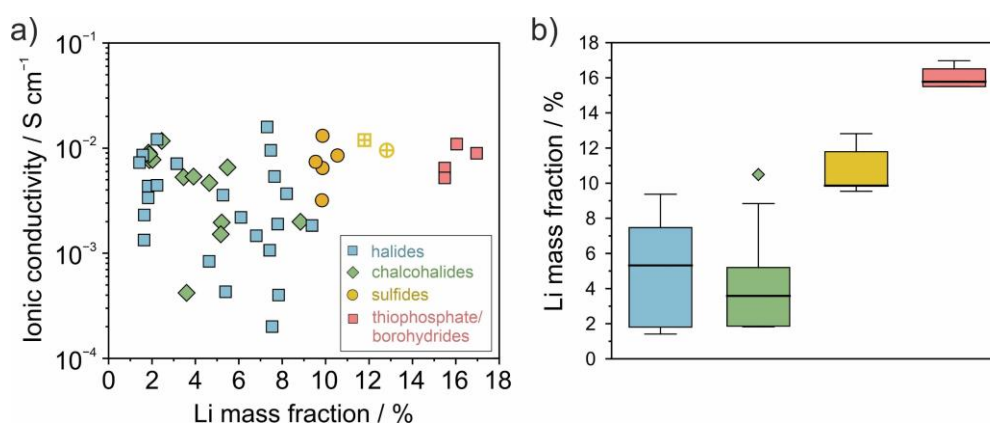 a)
Ionic conductivity / S cm⁻¹
10⁻¹
10⁻²
10⁻³
10⁻⁴
0 2 4 6 8 10 12 14 16 18
Li mass fraction / %
halides
chalcohalides
sulfides
thiophosphate/
borohydrides
b)
Li mass fraction / %
18
16
14
12
10
8
6
4
2
0